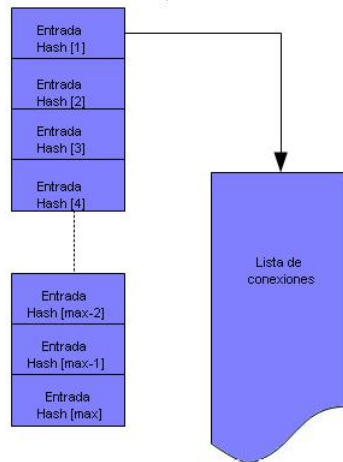 Entrada
Hash [1]
Entrada
Hash [2]
Entrada
Hash [3]
Entrada
Hash [4]
Entrada
Hash [max-2]
Entrada
Hash [max-1]
Entrada
Hash [max]
Lista de
conexiones